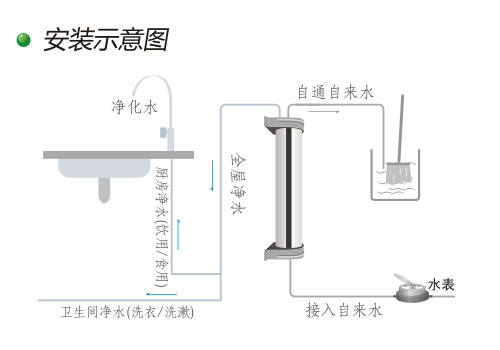 安装示意图
净化水
自通自来水
全屋净水
厨房净水(饮用/食用)
水表
卫生间净水(洗衣/洗漱)
接入自来水